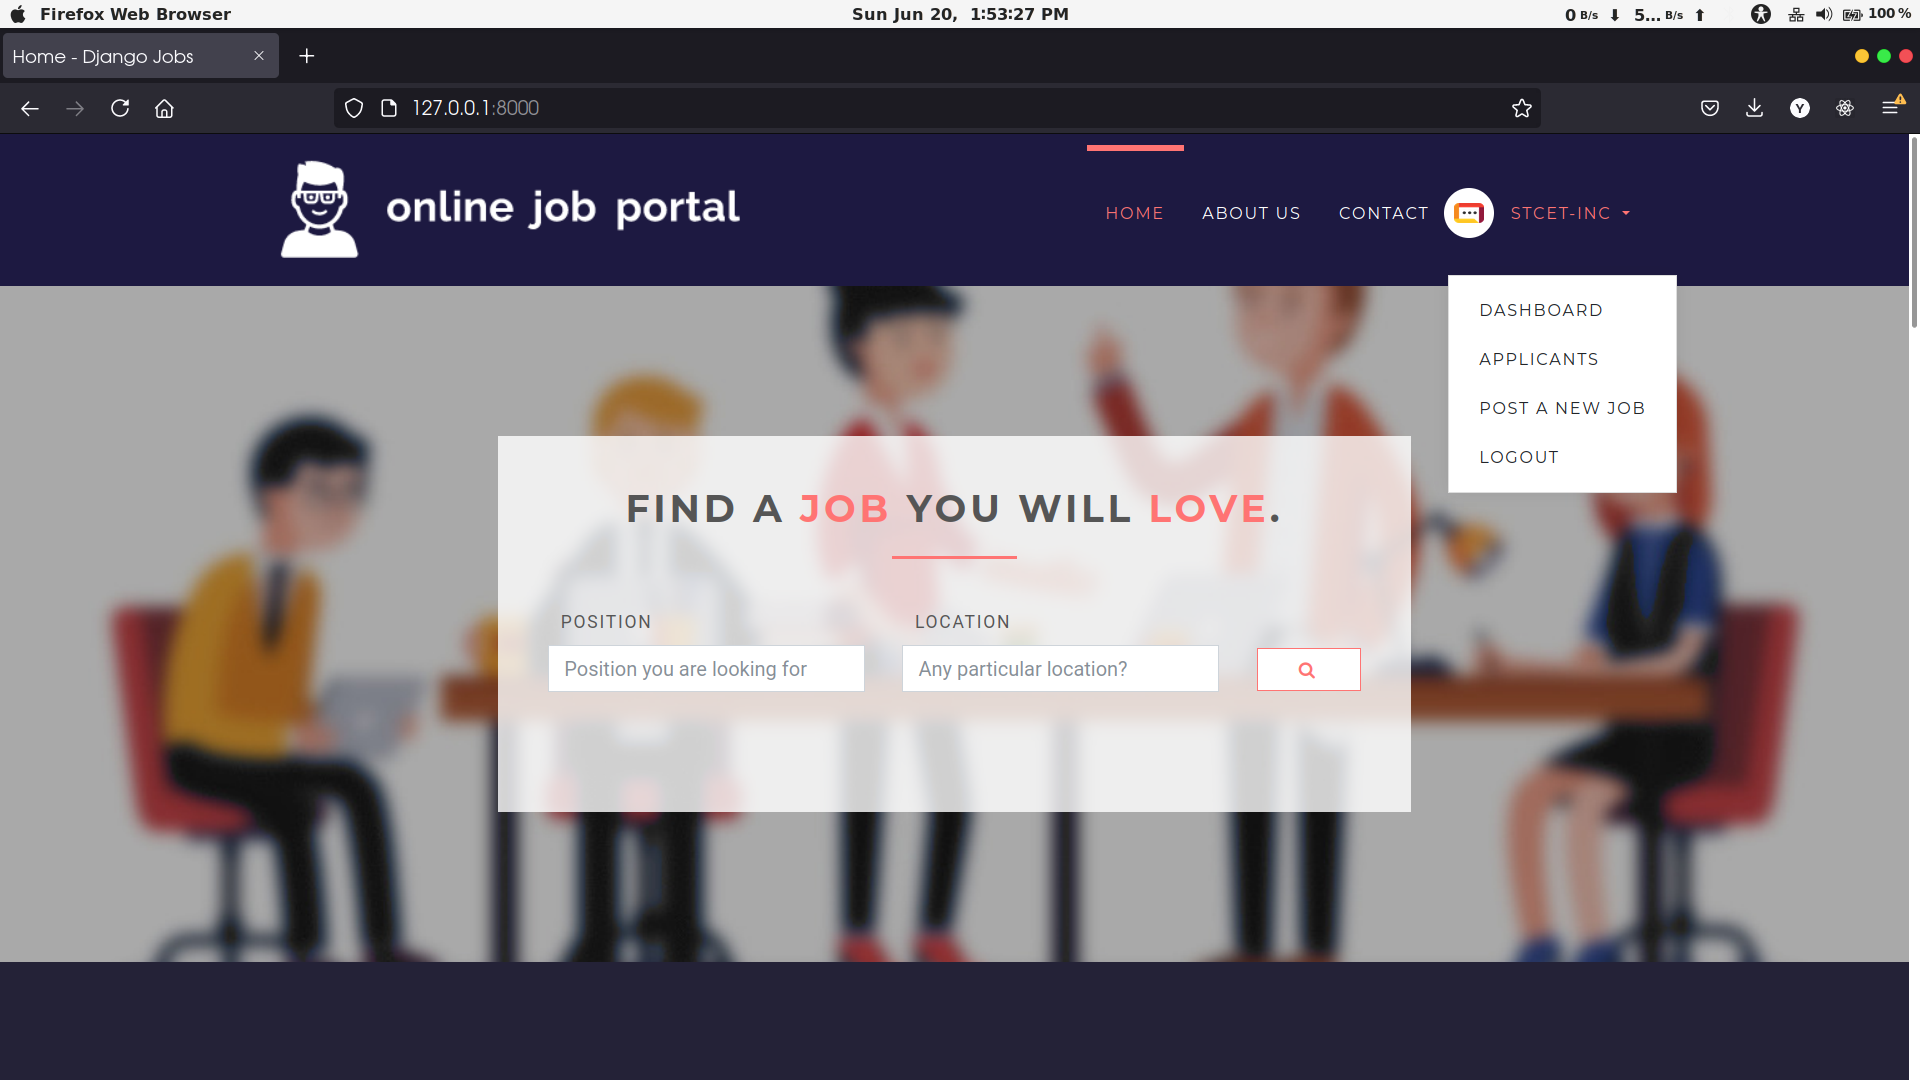 Firefox Web Browser
Sun Jun 20, 1:53:27 PM
0 B/s ⬇ 5... B/s ⬆
100 %
Home - Django Jobs
127.0.0.1:8000
Y
online job portal
HOME
ABOUT US
CONTACT
STCET-INC
DASHBOARD
APPLICANTS
POST A NEW JOB
LOGOUT
FIND A JOB YOU WILL LOVE.
POSITION
LOCATION
Position you are looking for
Any particular location?